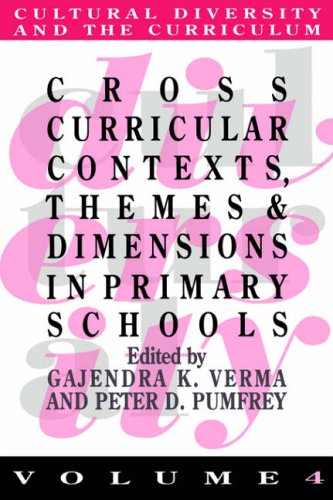 CULTURAL DIVERSITY
AND THE CURRICULUM
CROSS
CURRICULAR
CONTEXTS,
THEMES &
DIMENSIONS
IN PRIMARY
SCHOOLS
Edited by
GAJENDRA K. VERMA
AND PETER D. PUMFREY
VOLUME 4